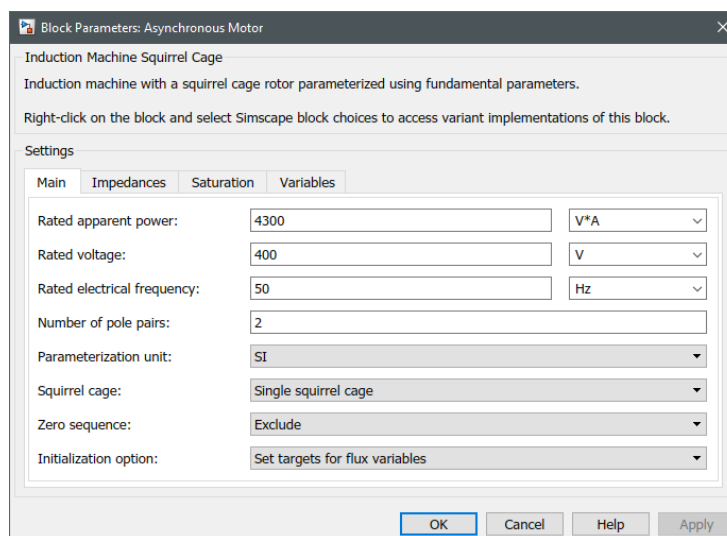 Block Parameters: Asynchronous Motor
Induction Machine Squirrel Cage
Induction machine with a squirrel cage rotor parameterized using fundamental parameters.
Right-click on the block and select Simscape block choices to access variant implementations of this block.
Settings
Main Impedances Saturation Variables
Rated apparent power: 4300 V*A
Rated voltage: 400 V
Rated electrical frequency: 50 Hz
Number of pole pairs: 2
Parameterization unit: SI
Squirrel cage: Single squirrel cage
Zero sequence: Exclude
Initialization option: Set targets for flux variables
OK Cancel Help Apply